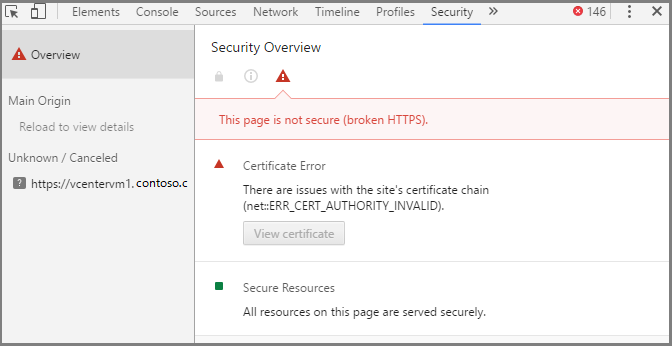 Elements Console Sources Network Timeline Profiles Security » 146
Overview
Main Origin
Reload to view details
Unknown / Canceled
? https://vcentervm1.contoso.c
Security Overview
This page is not secure (broken HTTPS).
Certificate Error
There are issues with the site's certificate chain
(net::ERR_CERT_AUTHORITY_INVALID).
View certificate
Secure Resources
All resources on this page are served securely.